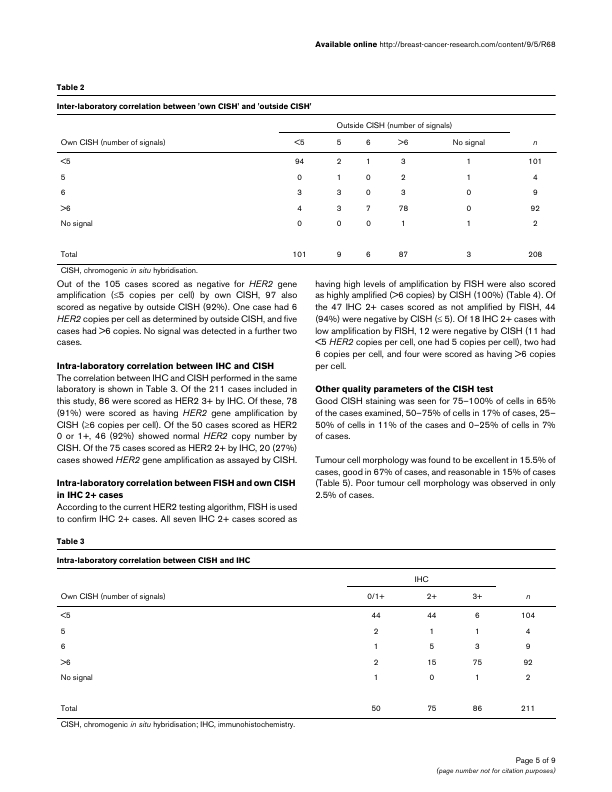 Available online http://breast-cancer-research.com/content/9/5/R68
Table 2
Inter-laboratory correlation between 'own CISH' and 'outside CISH'
Outside CISH (number of signals)
Own CISH (number of signals) <5 5 6 >6 No signal n
<5 94 2 1 3 1 101
5 0 1 0 2 1 4
6 3 3 0 3 0 9
>6 4 3 7 78 0 92
No signal 0 0 0 1 1 2
Total 101 9 6 87 3 208
CISH, chromogenic in situ hybridisation.
Out of the 105 cases scored as negative for HER2 gene
amplification (≤5 copies per cell) by own CISH, 97 also
scored as negative by outside CISH (92%). One case had 6
HER2 copies per cell as determined by outside CISH, and five
cases had >6 copies. No signal was detected in a further two
cases.
Intra-laboratory correlation between IHC and CISH
The correlation between IHC and CISH performed in the same
laboratory is shown in Table 3. Of the 211 cases included in
this study, 86 were scored as HER2 3+ by IHC. Of these, 78
(91%) were scored as having HER2 gene amplification by
CISH (≥6 copies per cell). Of the 50 cases scored as HER2
0 or 1+, 46 (92%) showed normal HER2 copy number by
CISH. Of the 75 cases scored as HER2 2+ by IHC, 20 (27%)
cases showed HER2 gene amplification as assayed by CISH.
Intra-laboratory correlation between FISH and own CISH
in IHC 2+ cases
According to the current HER2 testing algorithm, FISH is used
to confirm IHC 2+ cases. All seven IHC 2+ cases scored as
having high levels of amplification by FISH were also scored
as highly amplified (>6 copies) by CISH (100%) (Table 4). Of
the 47 IHC 2+ cases scored as not amplified by FISH, 44
(94%) were negative by CISH (≤ 5). Of 18 IHC 2+ cases with
low amplification by FISH, 12 were negative by CISH (11 had
<5 HER2 copies per cell, one had 5 copies per cell), two had
6 copies per cell, and four were scored as having >6 copies
per cell.
Other quality parameters of the CISH test
Good CISH staining was seen for 75–100% of cells in 65%
of the cases examined, 50–75% of cells in 17% of cases, 25–
50% of cells in 11% of the cases and 0–25% of cells in 7%
of cases.
Tumour cell morphology was found to be excellent in 15.5% of
cases, good in 67% of cases, and reasonable in 15% of cases
(Table 5). Poor tumour cell morphology was observed in only
2.5% of cases.
Table 3
Intra-laboratory correlation between CISH and IHC
IHC
Own CISH (number of signals) 0/1+ 2+ 3+ n
<5 44 44 6 104
5 2 1 1 4
6 1 5 3 9
>6 2 15 75 92
No signal 1 0 1 2
Total 50 75 86 211
CISH, chromogenic in situ hybridisation; IHC, immunohistochemistry.
Page 5 of 9
(page number not for citation purposes)